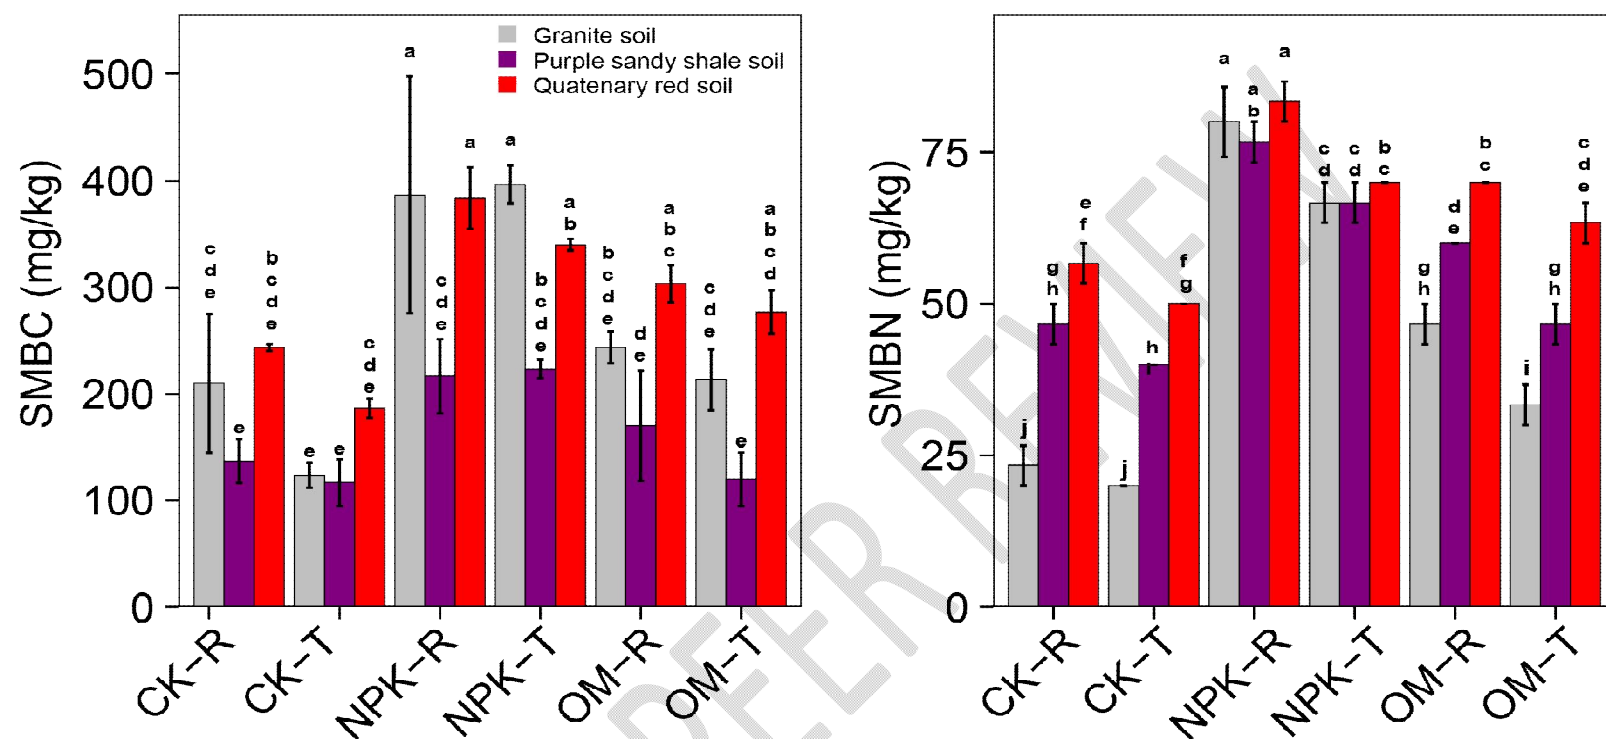 Granite soil
Purple sandy shale soil
Quatenary red soil
SMBC (mg/kg)
500
400
300
200
100
0
c
d
e
e
b
c
d
e
e
e
c
d
e
a
c
d
e
a
a
b
c
d
e
a
b
b
c
d
e
d
e
a
b
c
c
d
e
e
a
b
c
d
CK−R
CK−T
NPK−R
NPK−T
OM−R
OM−T
SMBN (mg/kg)
75
50
25
0
j
g
h
e
f
j
h
f
g
a
a
b
a
c
d
c
d
b
c
g
h
d
e
b
c
i
g
h
c
d
e
CK−R
CK−T
NPK−R
NPK−T
OM−R
OM−T
PEER REVIEW